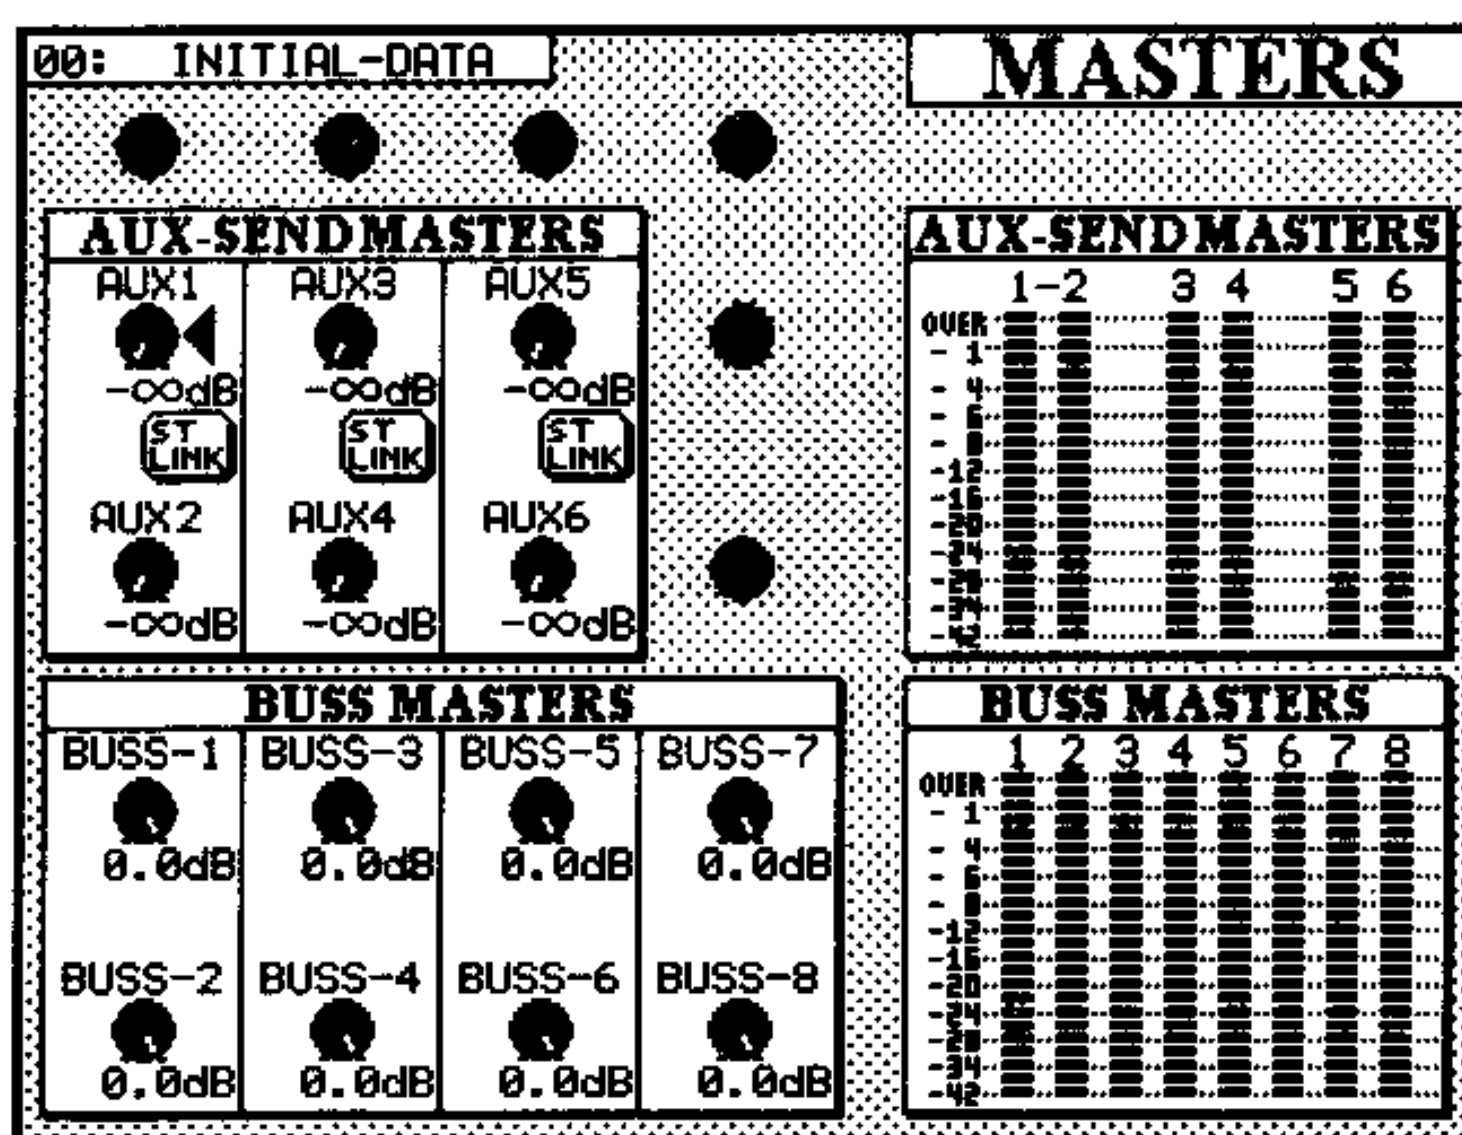 00: INITIAL-DATA
MASTERS
AUX-SEND MASTERS
AUX1 AUX3 AUX5
-∞dB -∞dB -∞dB
ST LINK ST LINK ST LINK
AUX2 AUX4 AUX6
-∞dB -∞dB -∞dB
AUX-SEND MASTERS
1-2 3 4 5 6
OVER
- 1
- 4
- 6
- 8
-12
-16
-20
-24
BUSS MASTERS
BUSS-1 BUSS-3 BUSS-5 BUSS-7
0.0dB 0.0dB 0.0dB 0.0dB
BUSS-2 BUSS-4 BUSS-6 BUSS-8
0.0dB 0.0dB 0.0dB 0.0dB
BUSS MASTERS
1 2 3 4 5 6 7 8
OVER
- 1
- 4
- 6
- 8
-12
-16
-20
-24
-34
-42